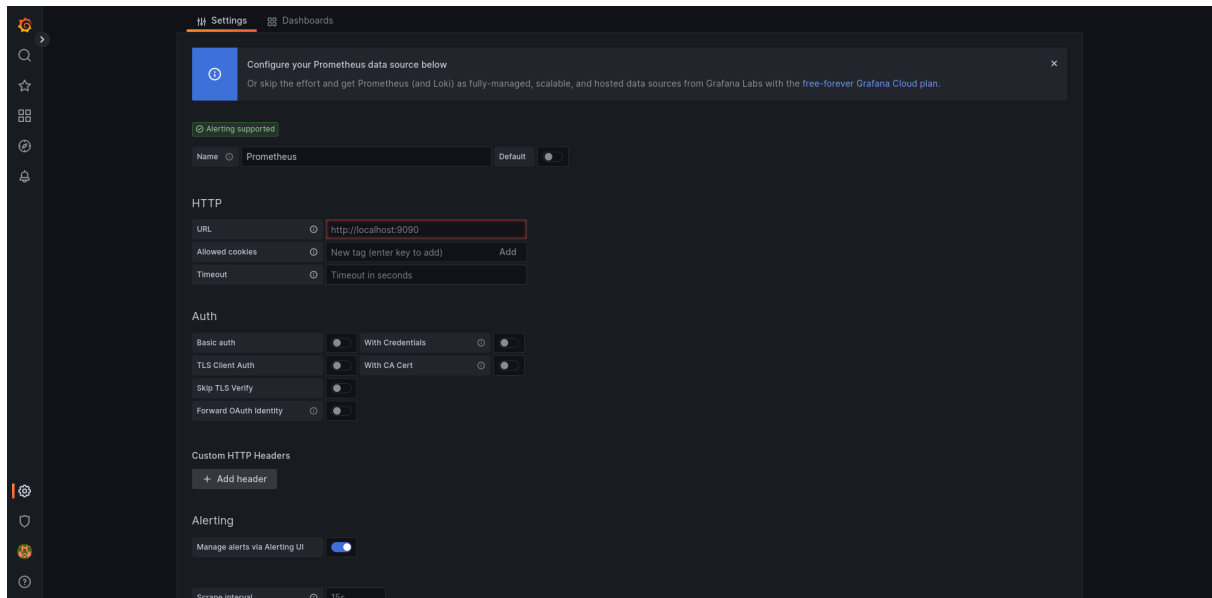 Settings Dashboards
Configure your Prometheus data source below
Or skip the effort and get Prometheus (and Loki) as fully-managed, scalable, and hosted data sources from Grafana Labs with the free-forever Grafana Cloud plan.
Alerting supported
Name Prometheus Default
HTTP
URL http://localhost:9090
Allowed cookies New tag (enter key to add) Add
Timeout Timeout in seconds
Auth
Basic auth With Credentials
TLS Client Auth With CA Cert
Skip TLS Verify
Forward OAuth Identity
Custom HTTP Headers
+ Add header
Alerting
Manage alerts via Alerting UI
Scrape interval 15s